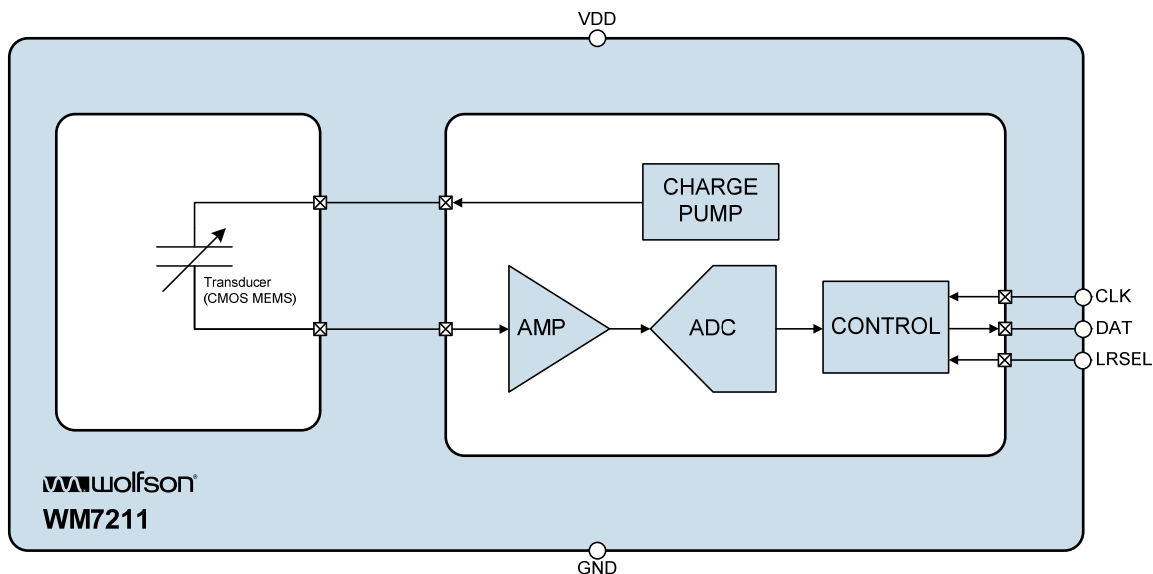 VDD
CHARGE
PUMP
Transducer
(CMOS MEMS)
AMP
ADC
CONTROL
CLK
DAT
LRSEL
wolfson®
WM7211
GND